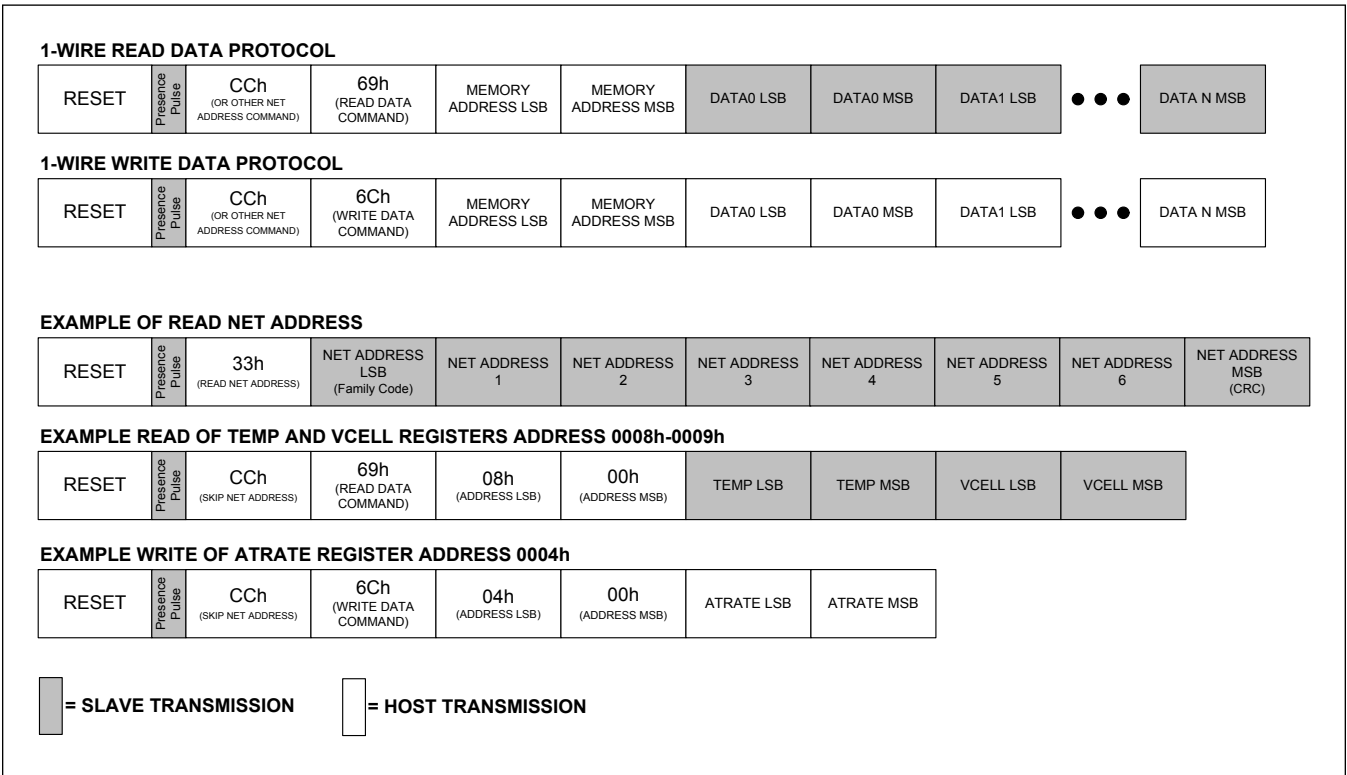 1-WIRE READ DATA PROTOCOL
RESET
Presence
Pulse
CCh
(OR OTHER NET
ADDRESS COMMAND)
69h
(READ DATA
COMMAND)
MEMORY
ADDRESS LSB
MEMORY
ADDRESS MSB
DATA0 LSB
DATA0 MSB
DATA1 LSB
DATA N MSB
1-WIRE WRITE DATA PROTOCOL
RESET
Presence
Pulse
CCh
(OR OTHER NET
ADDRESS COMMAND)
6Ch
(WRITE DATA
COMMAND)
MEMORY
ADDRESS LSB
MEMORY
ADDRESS MSB
DATA0 LSB
DATA0 MSB
DATA1 LSB
DATA N MSB
EXAMPLE OF READ NET ADDRESS
RESET
Presence
Pulse
33h
(READ NET ADDRESS)
NET ADDRESS
LSB
(Family Code)
NET ADDRESS
1
NET ADDRESS
2
NET ADDRESS
3
NET ADDRESS
4
NET ADDRESS
5
NET ADDRESS
6
NET ADDRESS
MSB
(CRC)
EXAMPLE READ OF TEMP AND VCELL REGISTERS ADDRESS 0008h-0009h
RESET
Presence
Pulse
CCh
(SKIP NET ADDRESS)
69h
(READ DATA
COMMAND)
08h
(ADDRESS LSB)
00h
(ADDRESS MSB)
TEMP LSB
TEMP MSB
VCELL LSB
VCELL MSB
EXAMPLE WRITE OF ATRATE REGISTER ADDRESS 0004h
RESET
Presence
Pulse
CCh
(SKIP NET ADDRESS)
6Ch
(WRITE DATA
COMMAND)
04h
(ADDRESS LSB)
00h
(ADDRESS MSB)
ATRATE LSB
ATRATE MSB
= SLAVE TRANSMISSION
= HOST TRANSMISSION